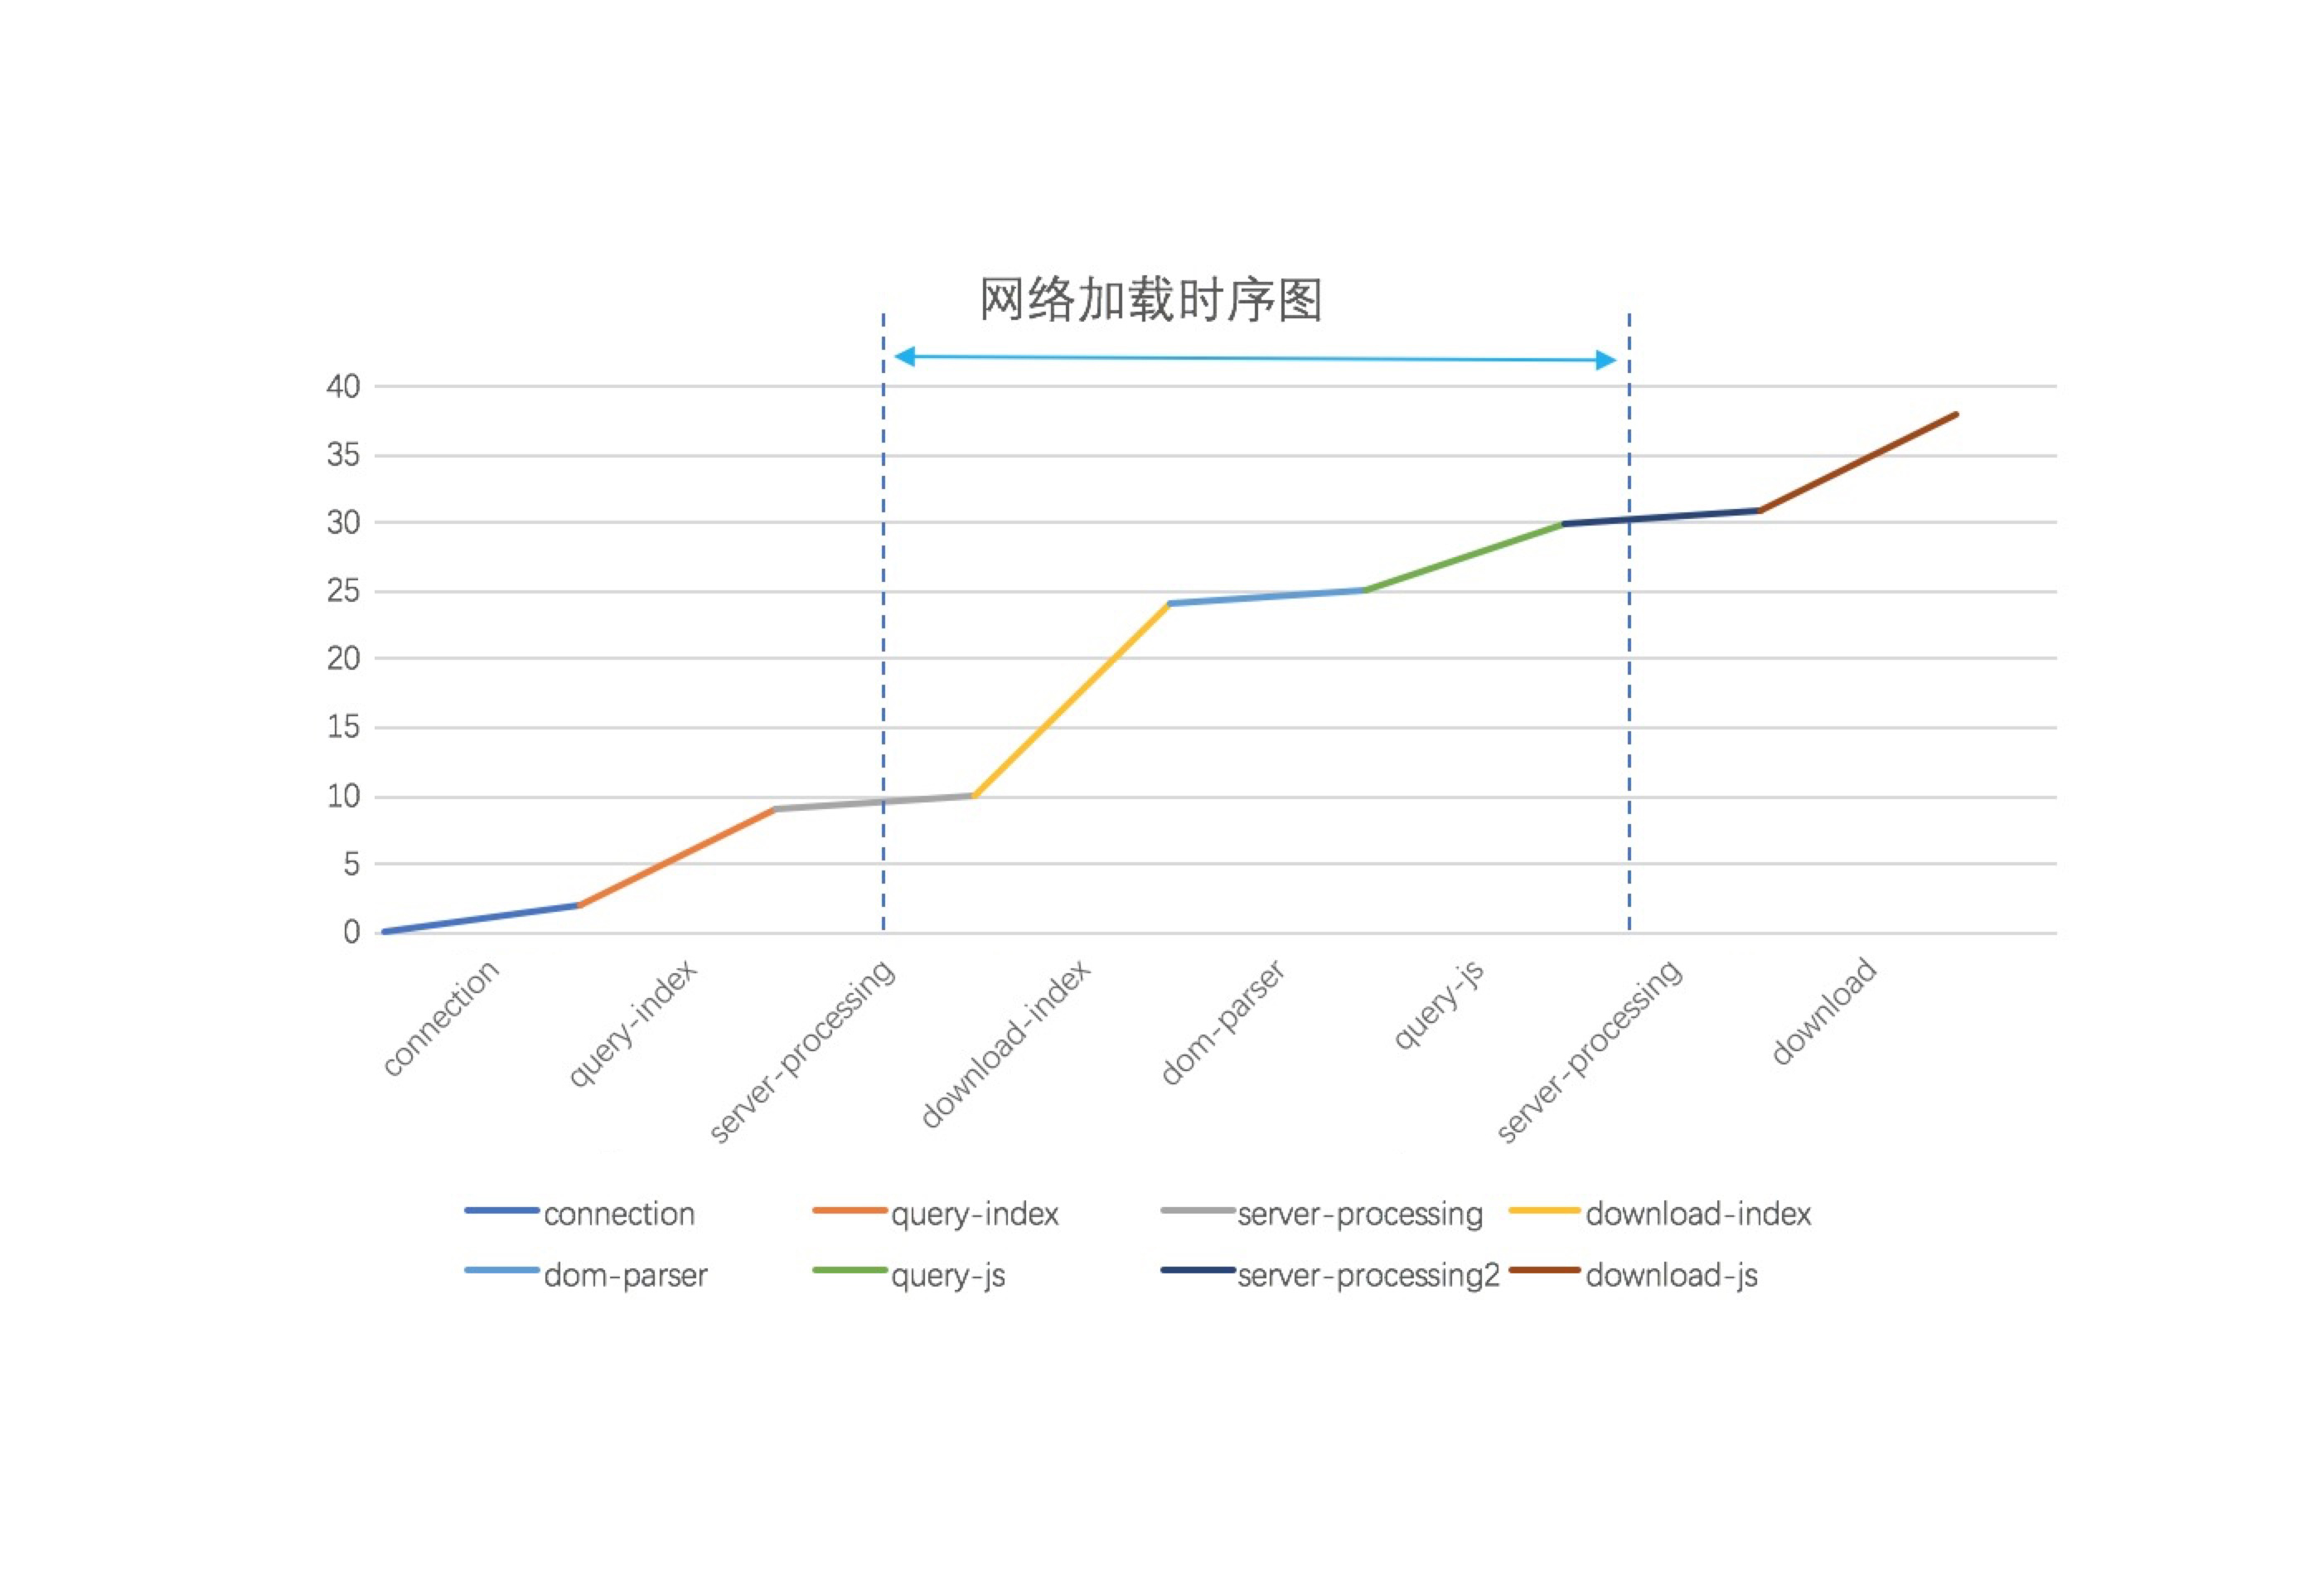 网络加载时序图
40
35
30
25
20
15
10
5
0
connection
query-index
server-processing
download-index
dom-parser
query-js
server-processing
download
connection query-index server-processing download-index
dom-parser query-js server-processing2 download-js